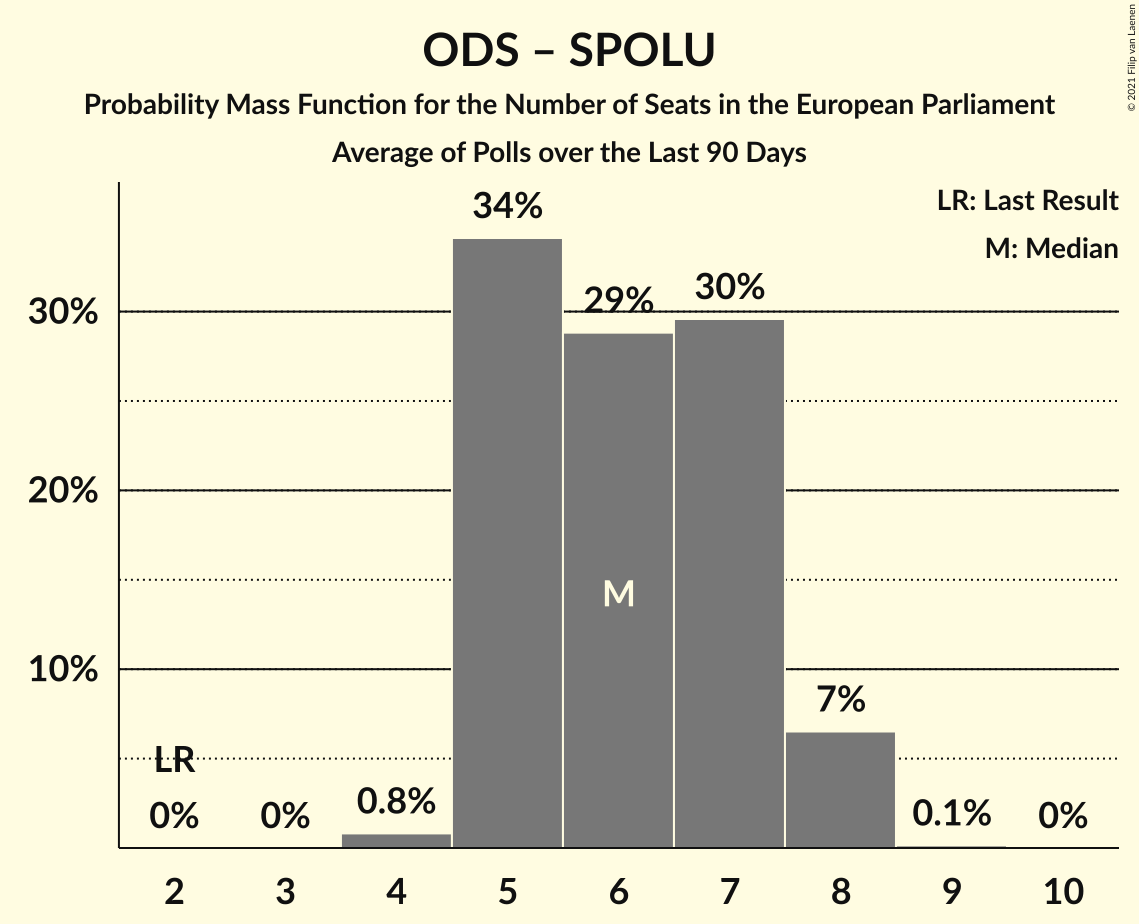 ODS – SPOLU
Probability Mass Function for the Number of Seats in the European Parliament
Average of Polls over the Last 90 Days
© 2021 Filip van Laenen
LR: Last Result
M: Median
34%
29%
30%
30%
20%
10%
M
7%
LR
0%
0%
0.8%
0.1%
0%
2 3 4 5 6 7 8 9 10